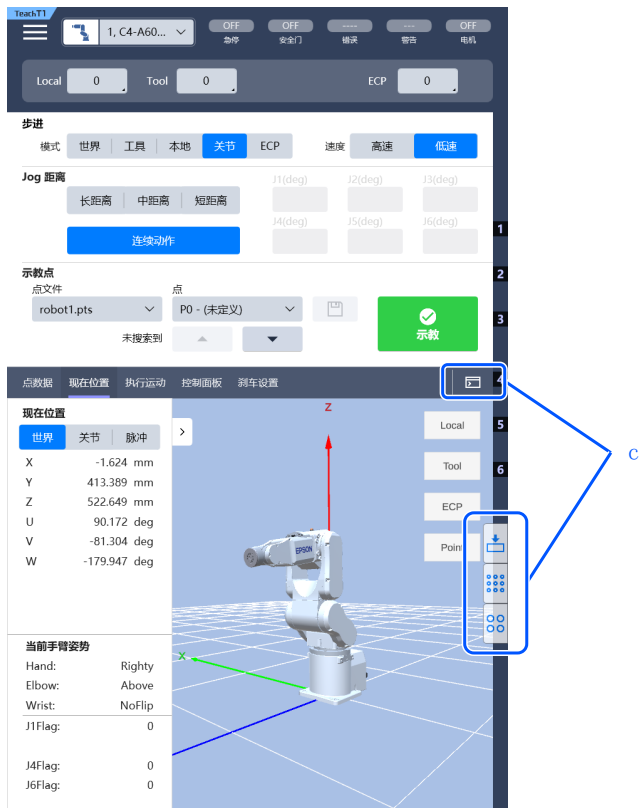 TeachT1
1, C4-A60...
OFF OFF ---- --- OFF
急停 安全门 错误 警告 电机
Local 0 Tool 0 ECP 0
步进
模式 世界 工具 本地 关节 ECP 速度 高速 低速
Jog 距离
J1(deg) J2(deg) J3(deg)
长距离 中距离 短距离
J4(deg) J5(deg) J6(deg)
1
连续动作
示教点
2
点文件 点
robot1.pts P0 - (未定义)
3
示教
未搜索到
点数据 现在位置 执行运动 控制面板 刹车设置
4
现在位置
Z
Local
5
世界 关节 脉冲
C
X -1.624 mm
Tool
6
Y 413.389 mm
Z 522.649 mm
ECP
U 90.172 deg
V -81.304 deg
Point
EPSON
W -179.947 deg
当前手臂姿势
X
Hand: Righty
Elbow: Above
Wrist: NoFlip
J1Flag: 0
J4Flag: 0
J6Flag: 0